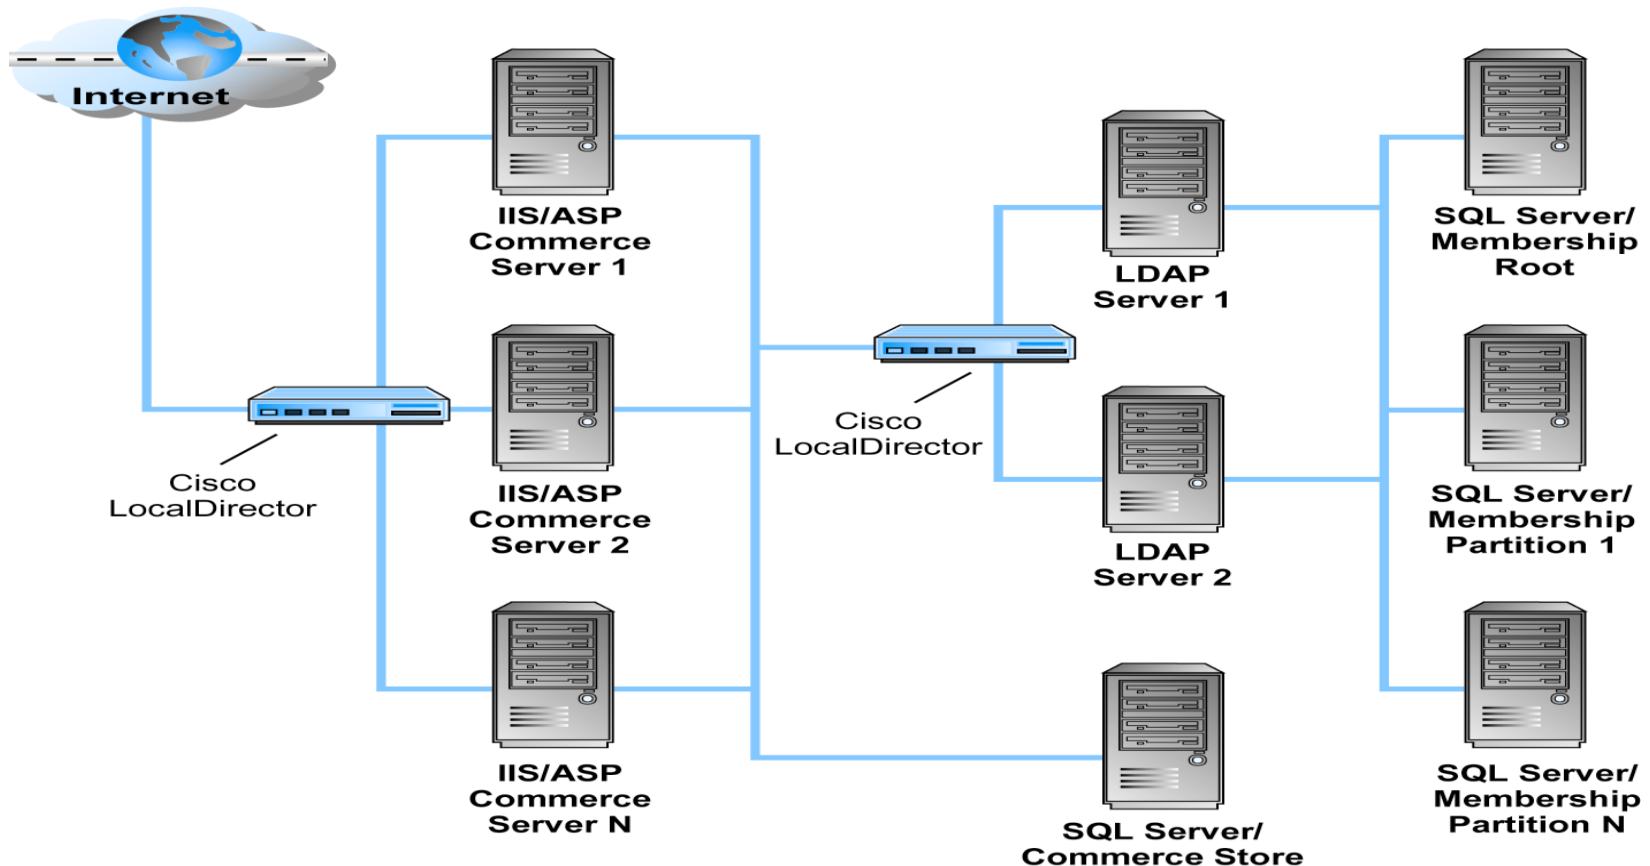 Internet
IIS/ASP
Commerce
Server 1
LDAP
Server 1
SQL Server/
Membership
Root
Cisco
LocalDirector
IIS/ASP
Commerce
Server 2
Cisco
LocalDirector
LDAP
Server 2
SQL Server/
Membership
Partition 1
IIS/ASP
Commerce
Server N
SQL Server/
Commerce Store
SQL Server/
Membership
Partition N